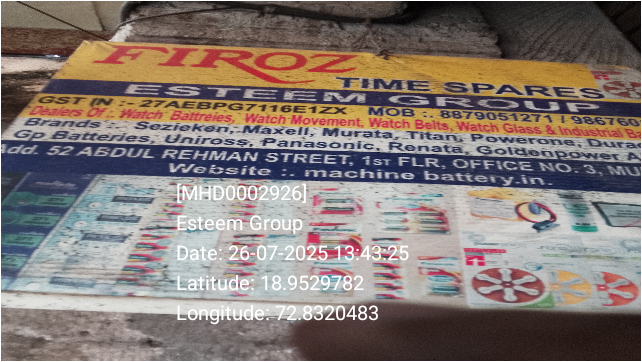 FIROZ
TIME SPARES
ESTEEM GROUP
GST IN :- 27AEBPG7116E1ZX MOB :. 8879051271 / 986760
Dealers Of :. Watch Battreies, Watch Movement, Watch Belts, Watch Glass & Industrial Ba
Brands :. Sezieken, Maxell, Murata, Tmi, Powerone, Durac
Gp Batteries, Uniross, Panasonic, Renata, Goldenpower &
Add. 52 ABDUL REHMAN STREET, 1ST FLR, OFFICE NO. 3, MU
Website :. machine battery.in.
[MHD0002926]
Esteem Group
Date: 26-07-2025 13:43:25
Latitude: 18.9529782
Longitude: 72.8320483